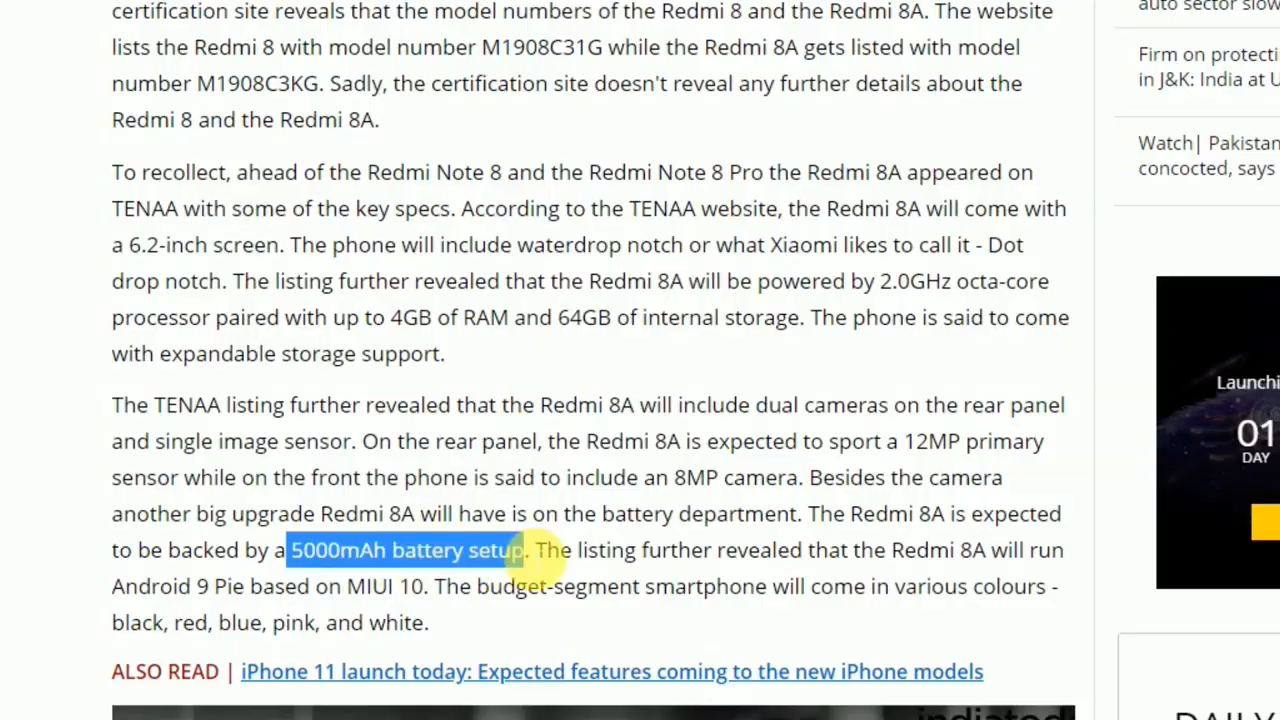 certification site reveals that the model numbers of the Redmi 8 and the Redmi 8A. The website
lists the Redmi 8 with model number M1908C31G while the Redmi 8A gets listed with model
number M1908C3KG. Sadly, the certification site doesn't reveal any further details about the
Redmi 8 and the Redmi 8A.
To recollect, ahead of the Redmi Note 8 and the Redmi Note 8 Pro the Redmi 8A appeared on
TENAA with some of the key specs. According to the TENAA website, the Redmi 8A will come with
a 6.2-inch screen. The phone will include waterdrop notch or what Xiaomi likes to call it - Dot
drop notch. The listing further revealed that the Redmi 8A will be powered by 2.0GHz octa-core
processor paired with up to 4GB of RAM and 64GB of internal storage. The phone is said to come
with expandable storage support.
The TENAA listing further revealed that the Redmi 8A will include dual cameras on the rear panel
and single image sensor. On the rear panel, the Redmi 8A is expected to sport a 12MP primary
sensor while on the front the phone is said to include an 8MP camera. Besides the camera
another big upgrade Redmi 8A will have is on the battery department. The Redmi 8A is expected
to be backed by a 5000mAh battery setup. The listing further revealed that the Redmi 8A will run
Android 9 Pie based on MIUI 10. The budget-segment smartphone will come in various colours -
black, red, blue, pink, and white.
ALSO READ | iPhone 11 launch today: Expected features coming to the new iPhone models
auto sector slow
Firm on protecti
in J&K: India at U
Watch| Pakistan
concocted, says
Launchi
01
DAY
DAILY